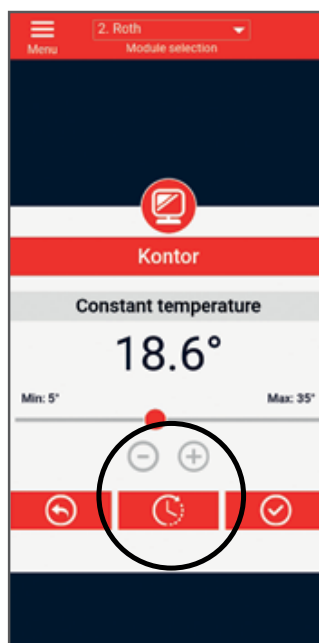 2. Roth
Menu
Module selection
Kontor
Constant temperature
18.6°
Min: 5°
Max: 35°